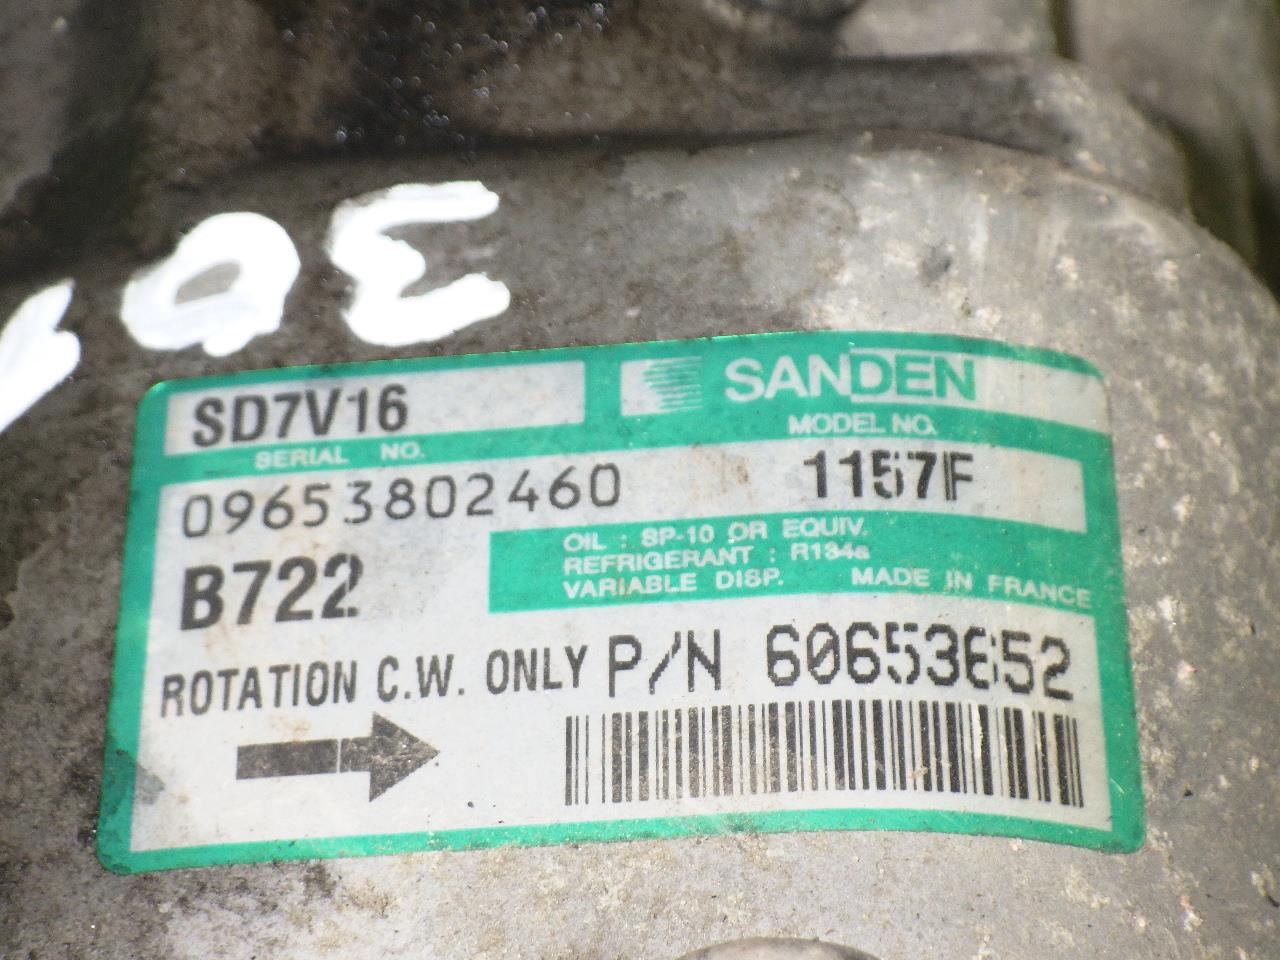 SD7V16 SANDEN
SERIAL NO. MODEL NO.
09653802460 1157F
OIL : SP-10 OR EQUIV.
REFRIGERANT : R134a
VARIABLE DISP. MADE IN FRANCE
B722
ROTATION C.W. ONLY P/N 60653652